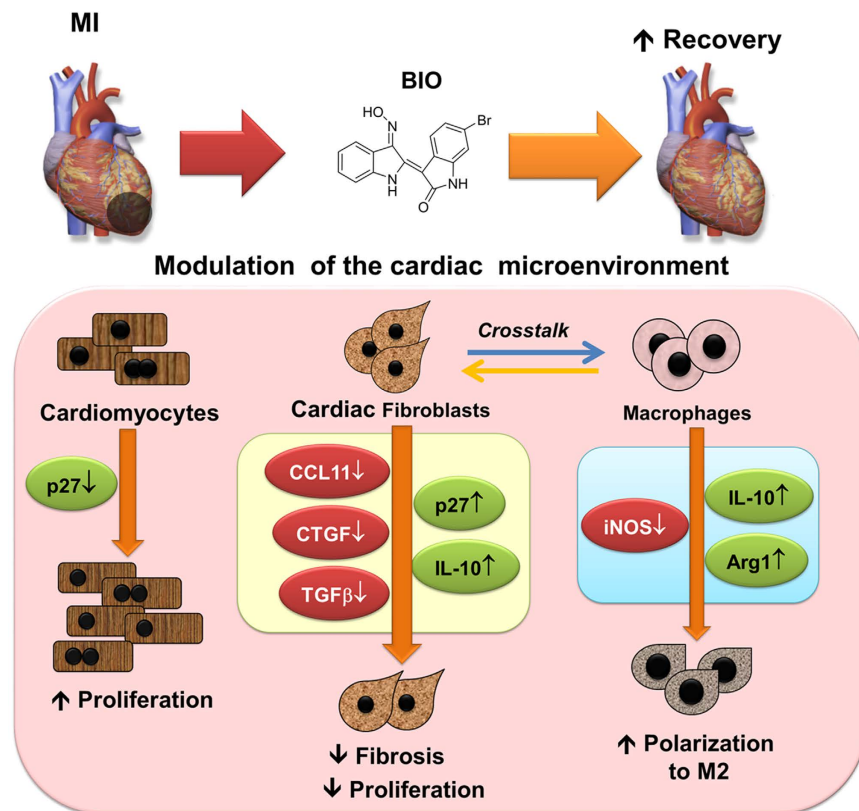 MI
BIO
↑ Recovery
HO
N
Br
NH
O
NH
Modulation of the cardiac microenvironment
Crosstalk
Cardiomyocytes
Cardiac Fibroblasts
Macrophages
p27↓
CCL11↓
CTGF↓
TGFβ↓
p27↑
IL-10↑
iNOS↓
IL-10↑
Arg1↑
↑ Proliferation
↓ Fibrosis
↓ Proliferation
↑ Polarization
to M2